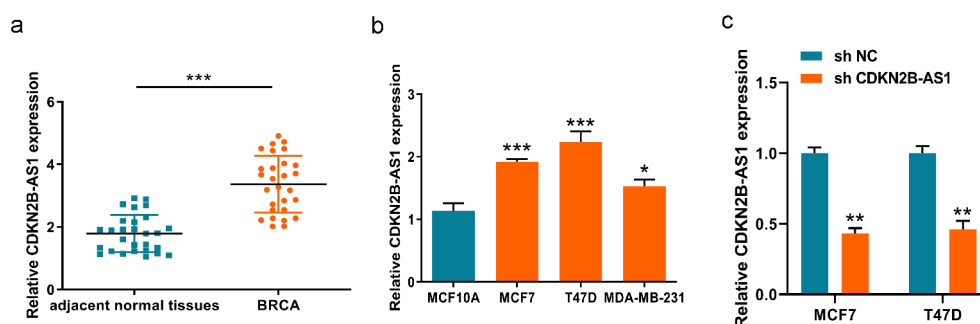 a
Relative CDKN2B-AS1 expression
6
4
2
0
***
adjacent normal tissues
BRCA
b
Relative CDKN2B-AS1 expression
3
2
1
0
***
***
*
MCF10A
MCF7
T47D
MDA-MB-231
c
sh NC
sh CDKN2B-AS1
Relative CDKN2B-AS1 expression
1.5
1.0
0.5
0.0
**
**
MCF7
T47D